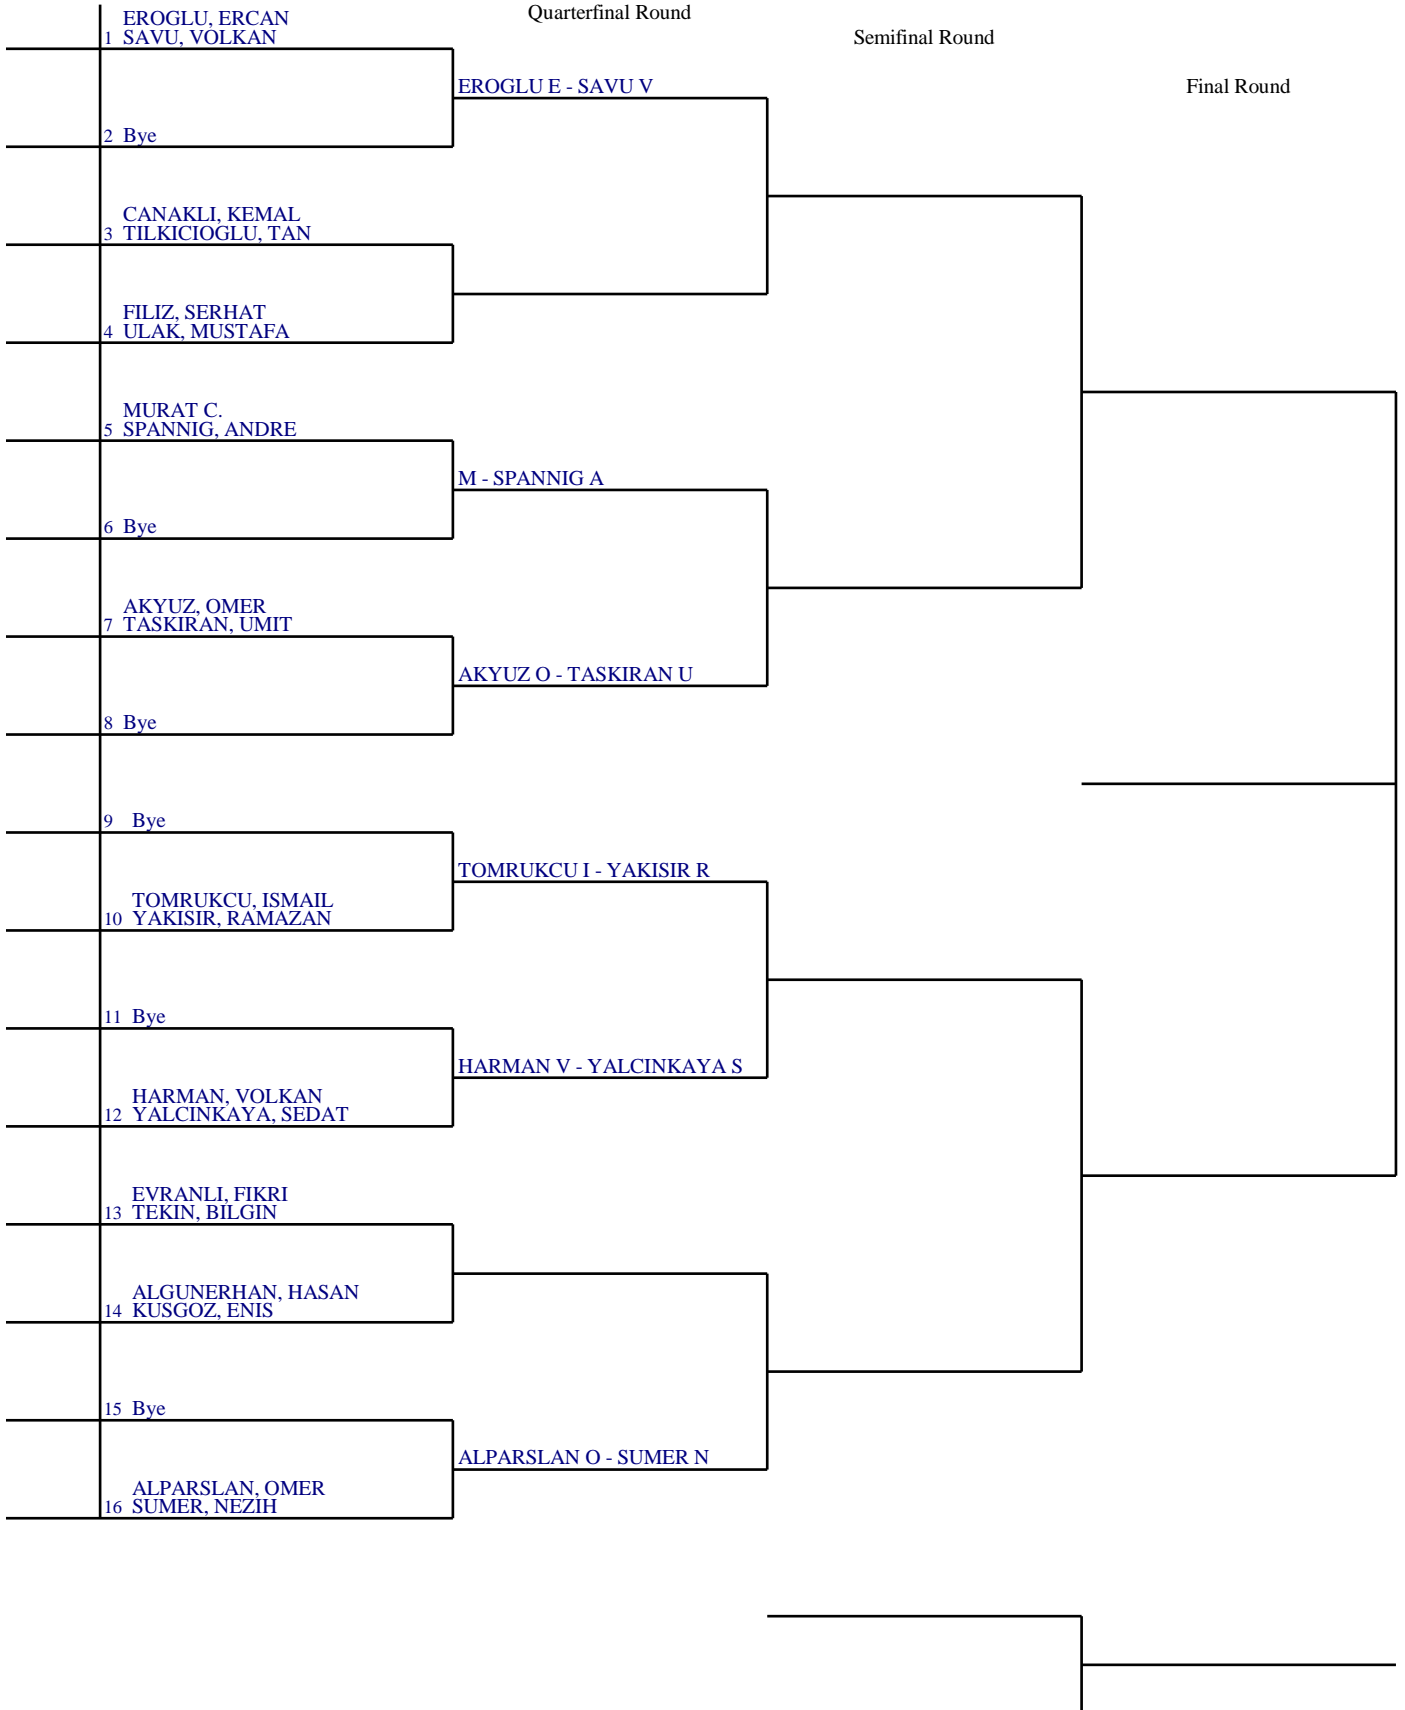 Quarterfinal Round
Semifinal Round
Final Round
EROGLU, ERCAN
1 SAVU, VOLKAN
EROGLU E - SAVU V
2 Bye
CANAKLI, KEMAL
3 TILKICIOGLU, TAN
FILIZ, SERHAT
4 ULAK, MUSTAFA
MURAT C.
5 SPANNIG, ANDRE
M - SPANNIG A
6 Bye
AKYUZ, OMER
7 TASKIRAN, UMIT
AKYUZ O - TASKIRAN U
8 Bye
9 Bye
TOMRUKCU I - YAKISIR R
TOMRUKCU, ISMAIL
10 YAKISIR, RAMAZAN
11 Bye
HARMAN V - YALCINKAYA S
HARMAN, VOLKAN
12 YALCINKAYA, SEDAT
EVRANLI, FIKRI
13 TEKIN, BILGIN
ALGUNERHAN, HASAN
14 KUSGOZ, ENIS
15 Bye
ALPARSLAN O - SUMER N
ALPARSLAN, OMER
16 SUMER, NEZIH